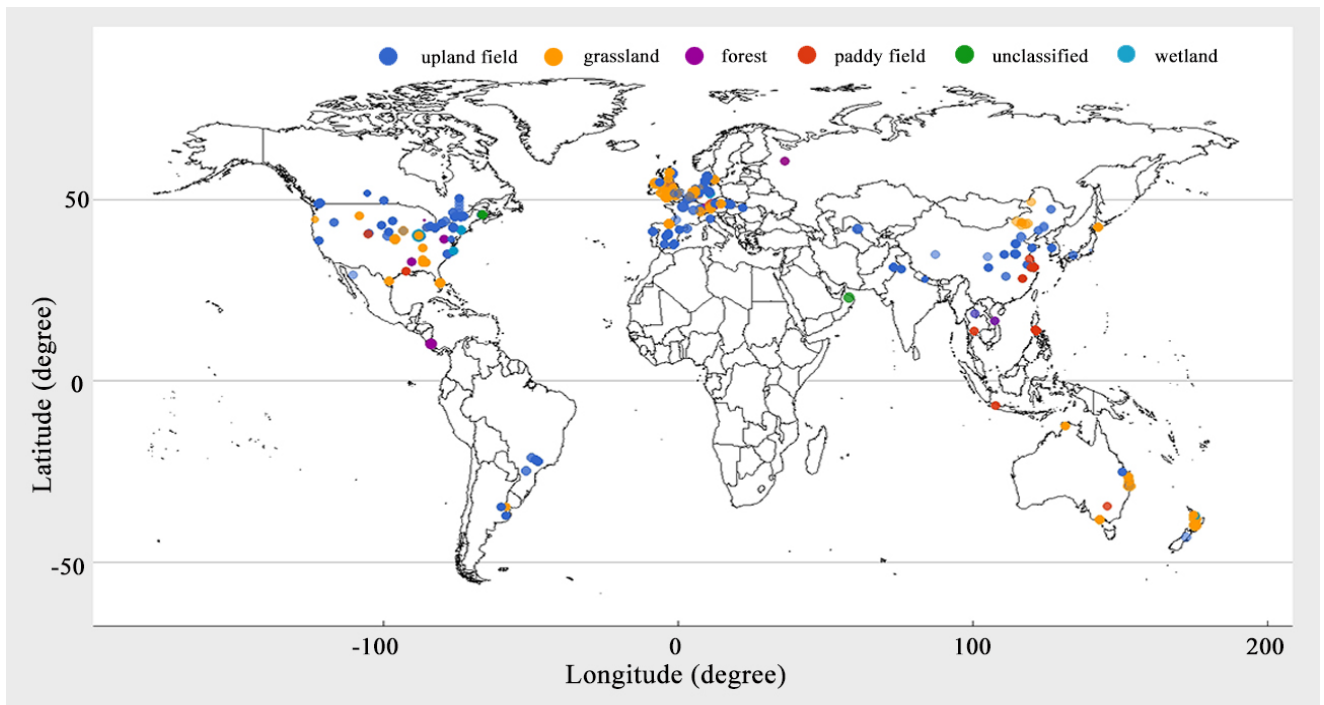 upland field grassland forest paddy field unclassified wetland
50
0
-50
Latitude (degree)
-100 0 100 200
Longitude (degree)